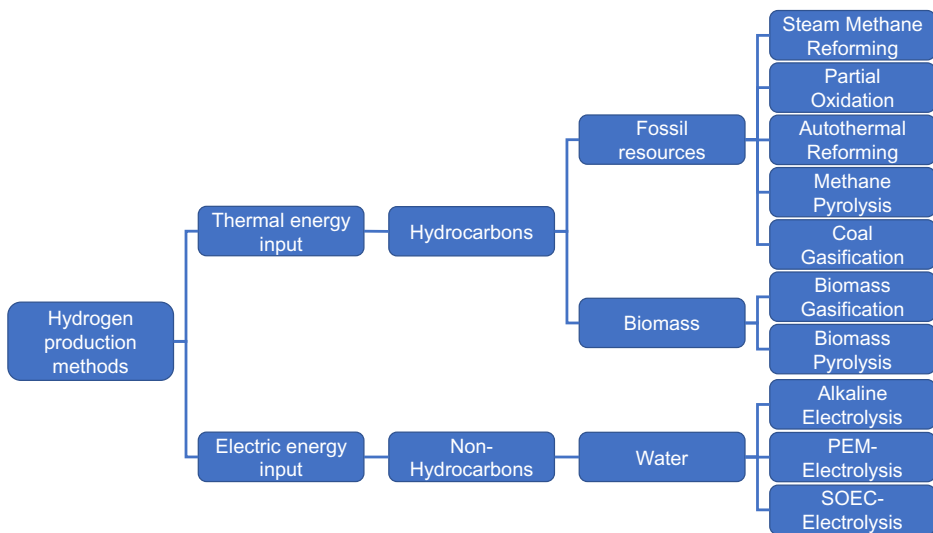 Hydrogen
production
methods
Thermal energy
input
Hydrocarbons
Fossil
resources
Steam Methane
Reforming
Partial
Oxidation
Autothermal
Reforming
Methane
Pyrolysis
Coal
Gasification
Biomass
Biomass
Gasification
Biomass
Pyrolysis
Electric energy
input
Non-
Hydrocarbons
Water
Alkaline
Electrolysis
PEM-
Electrolysis
SOEC-
Electrolysis